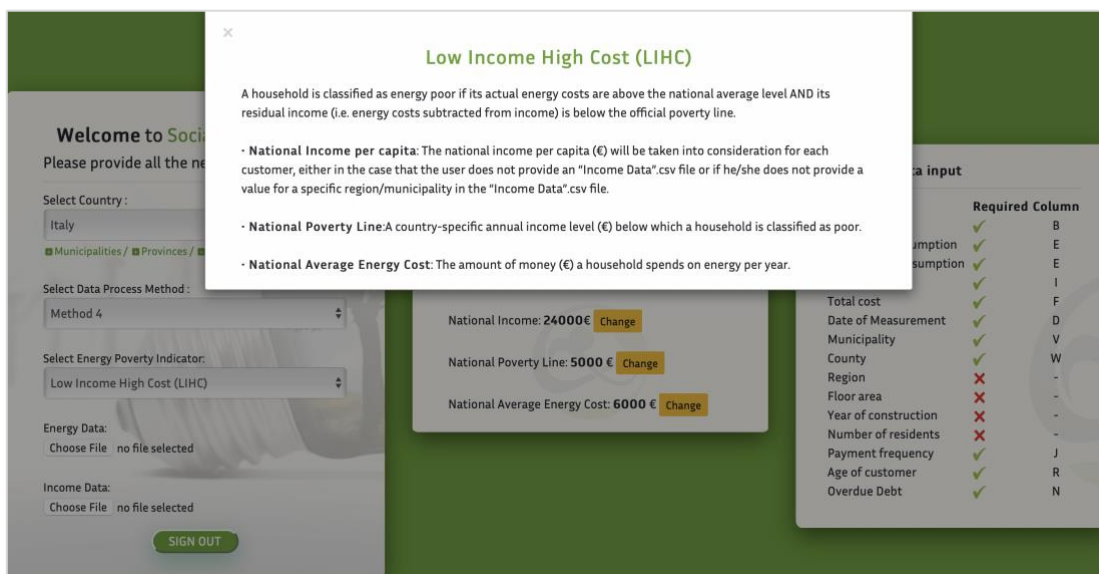 ×
Low Income High Cost (LIHC)
A household is classified as energy poor if its actual energy costs are above the national average level AND its
residual income (i.e. energy costs subtracted from income) is below the official poverty line.
- National Income per capita: The national income per capita (€) will be taken into consideration for each
customer, either in the case that the user does not provide an "Income Data".csv file or if he/she does not provide a
value for a specific region/municipality in the "Income Data".csv file.
- National Poverty Line:A country-specific annual income level (€) below which a household is classified as poor.
- National Average Energy Cost: The amount of money (€) a household spends on energy per year.
Welcome to
Please provide all the
Select Country :
Italy
Municipalities / Provinces /
Select Data Process Method :
Method 4
Select Energy Poverty Indicator:
Low Income High Cost (LIHC)
Energy Data:
Choose File no file selected
Income Data:
Choose File no file selected
SIGN OUT
National Income: 24000€ Change
National Poverty Line: 5000 € Change
National Average Energy Cost: 6000 € Change
input
Required Column
B
E
E
I
Total cost F
Date of Measurement D
Municipality V
County W
Region -
Floor area -
Year of construction -
Number of residents -
Payment frequency J
Age of customer R
Overdue Debt N